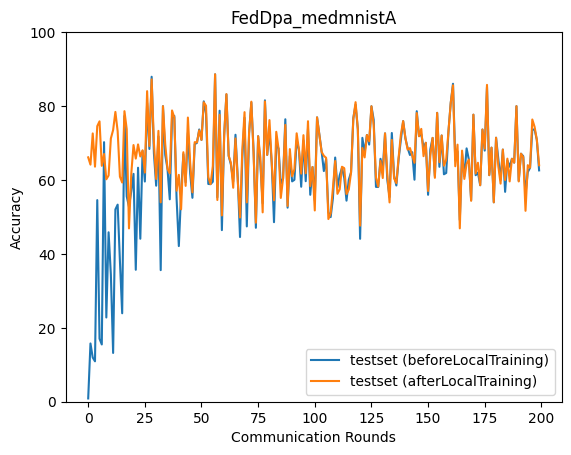 FedDpa_medmnistA
100
80
60
40
20
0
Accuracy
0 25 50 75 100 125 150 175 200
Communication Rounds
testset (beforeLocalTraining)
testset (afterLocalTraining)